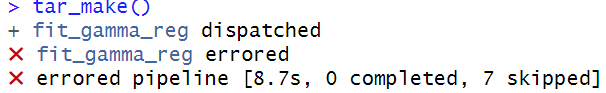 > tar_make()
+ fit_gamma_reg dispatched
✖ fit_gamma_reg errored
✖ errored pipeline [8.7s, 0 completed, 7 skipped]